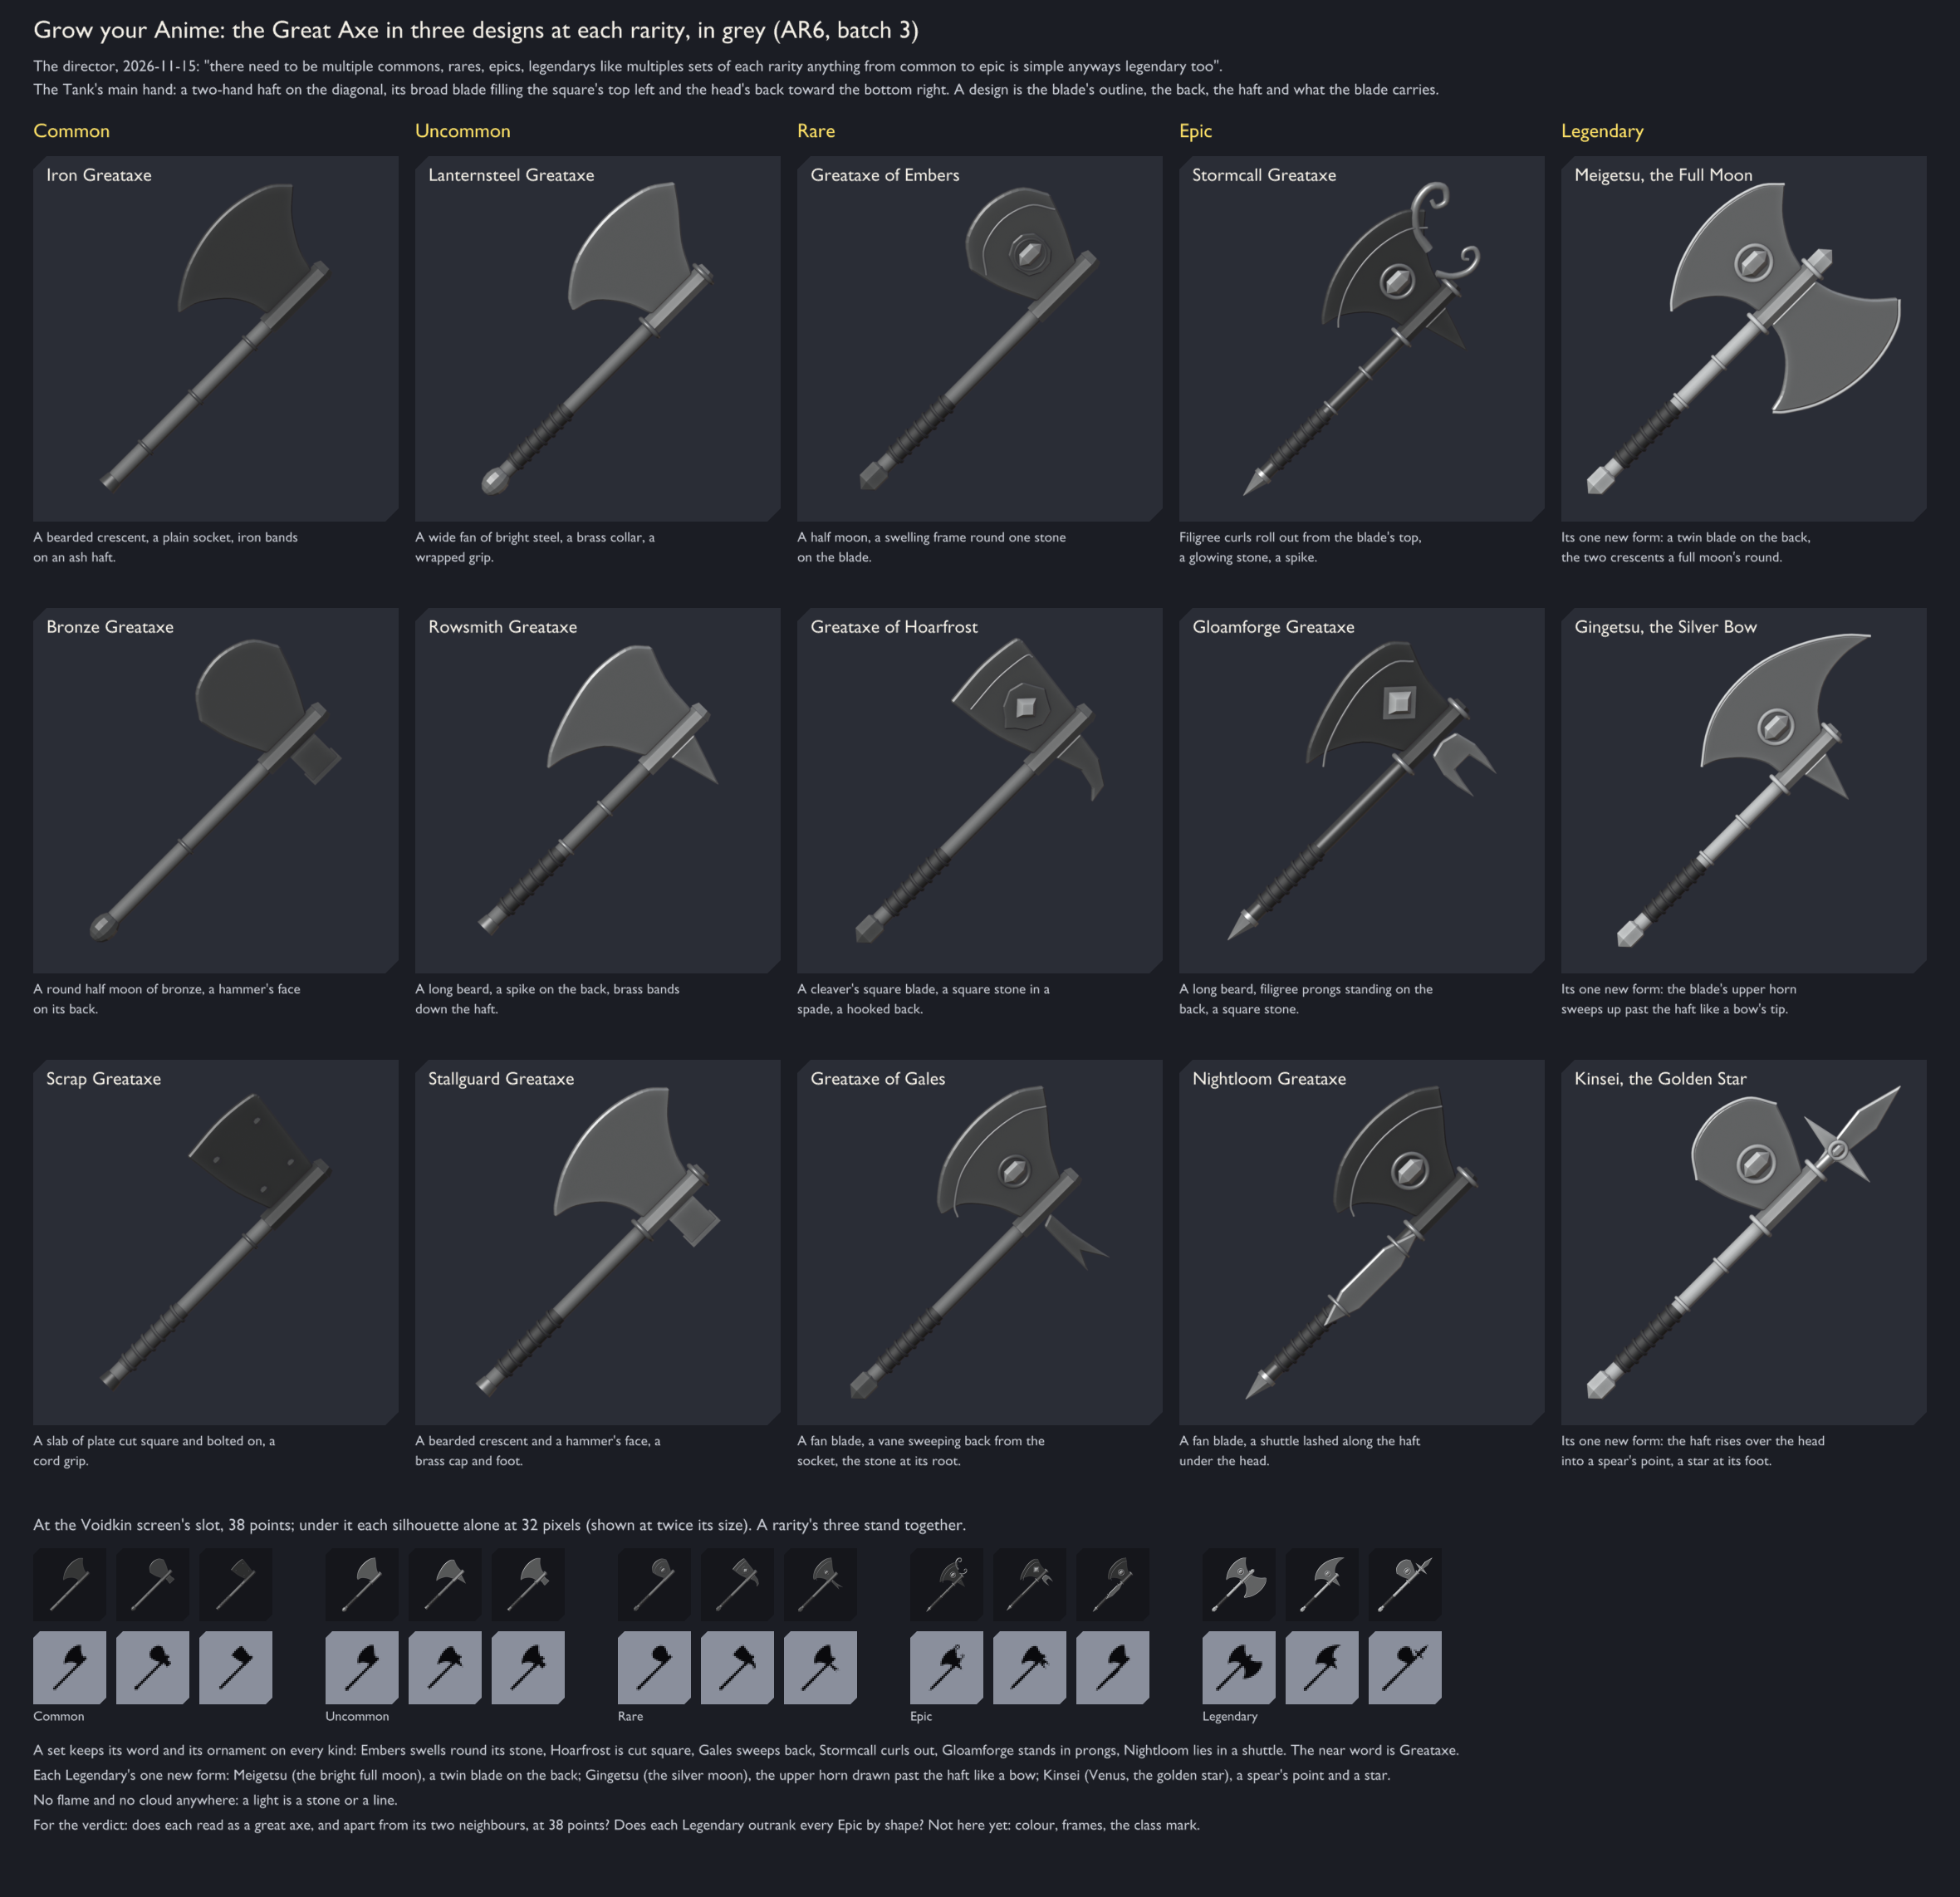 Grow your Anime: the Great Axe in three designs at each rarity, in grey (AR6, batch 3)
The director, 2026-11-15: "there need to be multiple commons, rares, epics, legendarys like multiples sets of each rarity anything from common to epic is simple anyways legendary too".
The Tank's main hand: a two-hand haft on the diagonal, its broad blade filling the square's top left and the head's back toward the bottom right. A design is the blade's outline, the back, the haft and what the blade carries.
Common
Uncommon
Rare
Epic
Legendary
Iron Greataxe
Lanternsteel Greataxe
Greataxe of Embers
Stormcall Greataxe
Meigetsu, the Full Moon
A bearded crescent, a plain socket, iron bands
on an ash haft.
A wide fan of bright steel, a brass collar, a
wrapped grip.
A half moon, a swelling frame round one stone
on the blade.
Filigree curls roll out from the blade's top,
a glowing stone, a spike.
Its one new form: a twin blade on the back,
the two crescents a full moon's round.
Bronze Greataxe
Rowsmith Greataxe
Greataxe of Hoarfrost
Gloamforge Greataxe
Gingetsu, the Silver Bow
A round half moon of bronze, a hammer's face
on its back.
A long beard, a spike on the back, brass bands
down the haft.
A cleaver's square blade, a square stone in a
spade, a hooked back.
A long beard, filigree prongs standing on the
back, a square stone.
Its one new form: the blade's upper horn
sweeps up past the haft like a bow's tip.
Scrap Greataxe
Stallguard Greataxe
Greataxe of Gales
Nightloom Greataxe
Kinsei, the Golden Star
A slab of plate cut square and bolted on, a
cord grip.
A bearded crescent and a hammer's face, a
brass cap and foot.
A fan blade, a vane sweeping back from the
socket, the stone at its root.
A fan blade, a shuttle lashed along the haft
under the head.
Its one new form: the haft rises over the head
into a spear's point, a star at its foot.
At the Voidkin screen's slot, 38 points; under it each silhouette alone at 32 pixels (shown at twice its size). A rarity's three stand together.
Common
Uncommon
Rare
Epic
Legendary
A set keeps its word and its ornament on every kind: Embers swells round its stone, Hoarfrost is cut square, Gales sweeps back, Stormcall curls out, Gloamforge stands in prongs, Nightloom lies in a shuttle. The near word is Greataxe.
Each Legendary's one new form: Meigetsu (the bright full moon), a twin blade on the back; Gingetsu (the silver moon), the upper horn drawn past the haft like a bow; Kinsei (Venus, the golden star), a spear's point and a star.
No flame and no cloud anywhere: a light is a stone or a line.
For the verdict: does each read as a great axe, and apart from its two neighbours, at 38 points? Does each Legendary outrank every Epic by shape? Not here yet: colour, frames, the class mark.